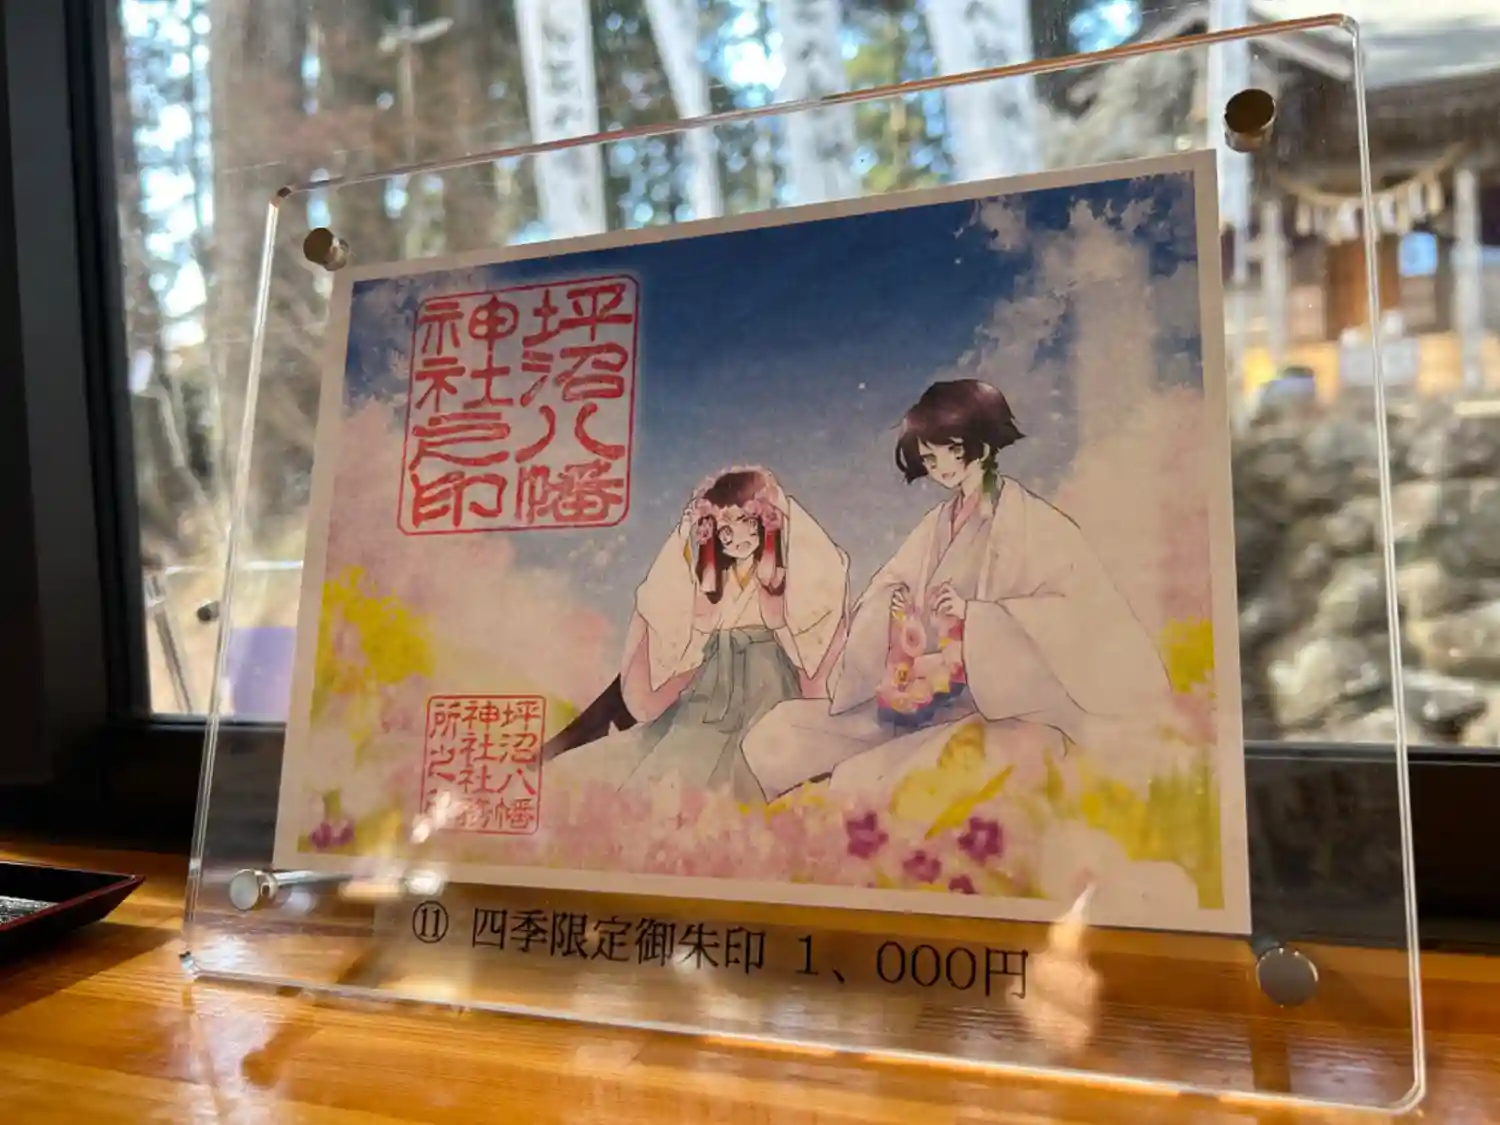 坪沼八幡
神社之印
坪沼八幡
神社社務
所之印
⑪ 四季限定御朱印 1、000円